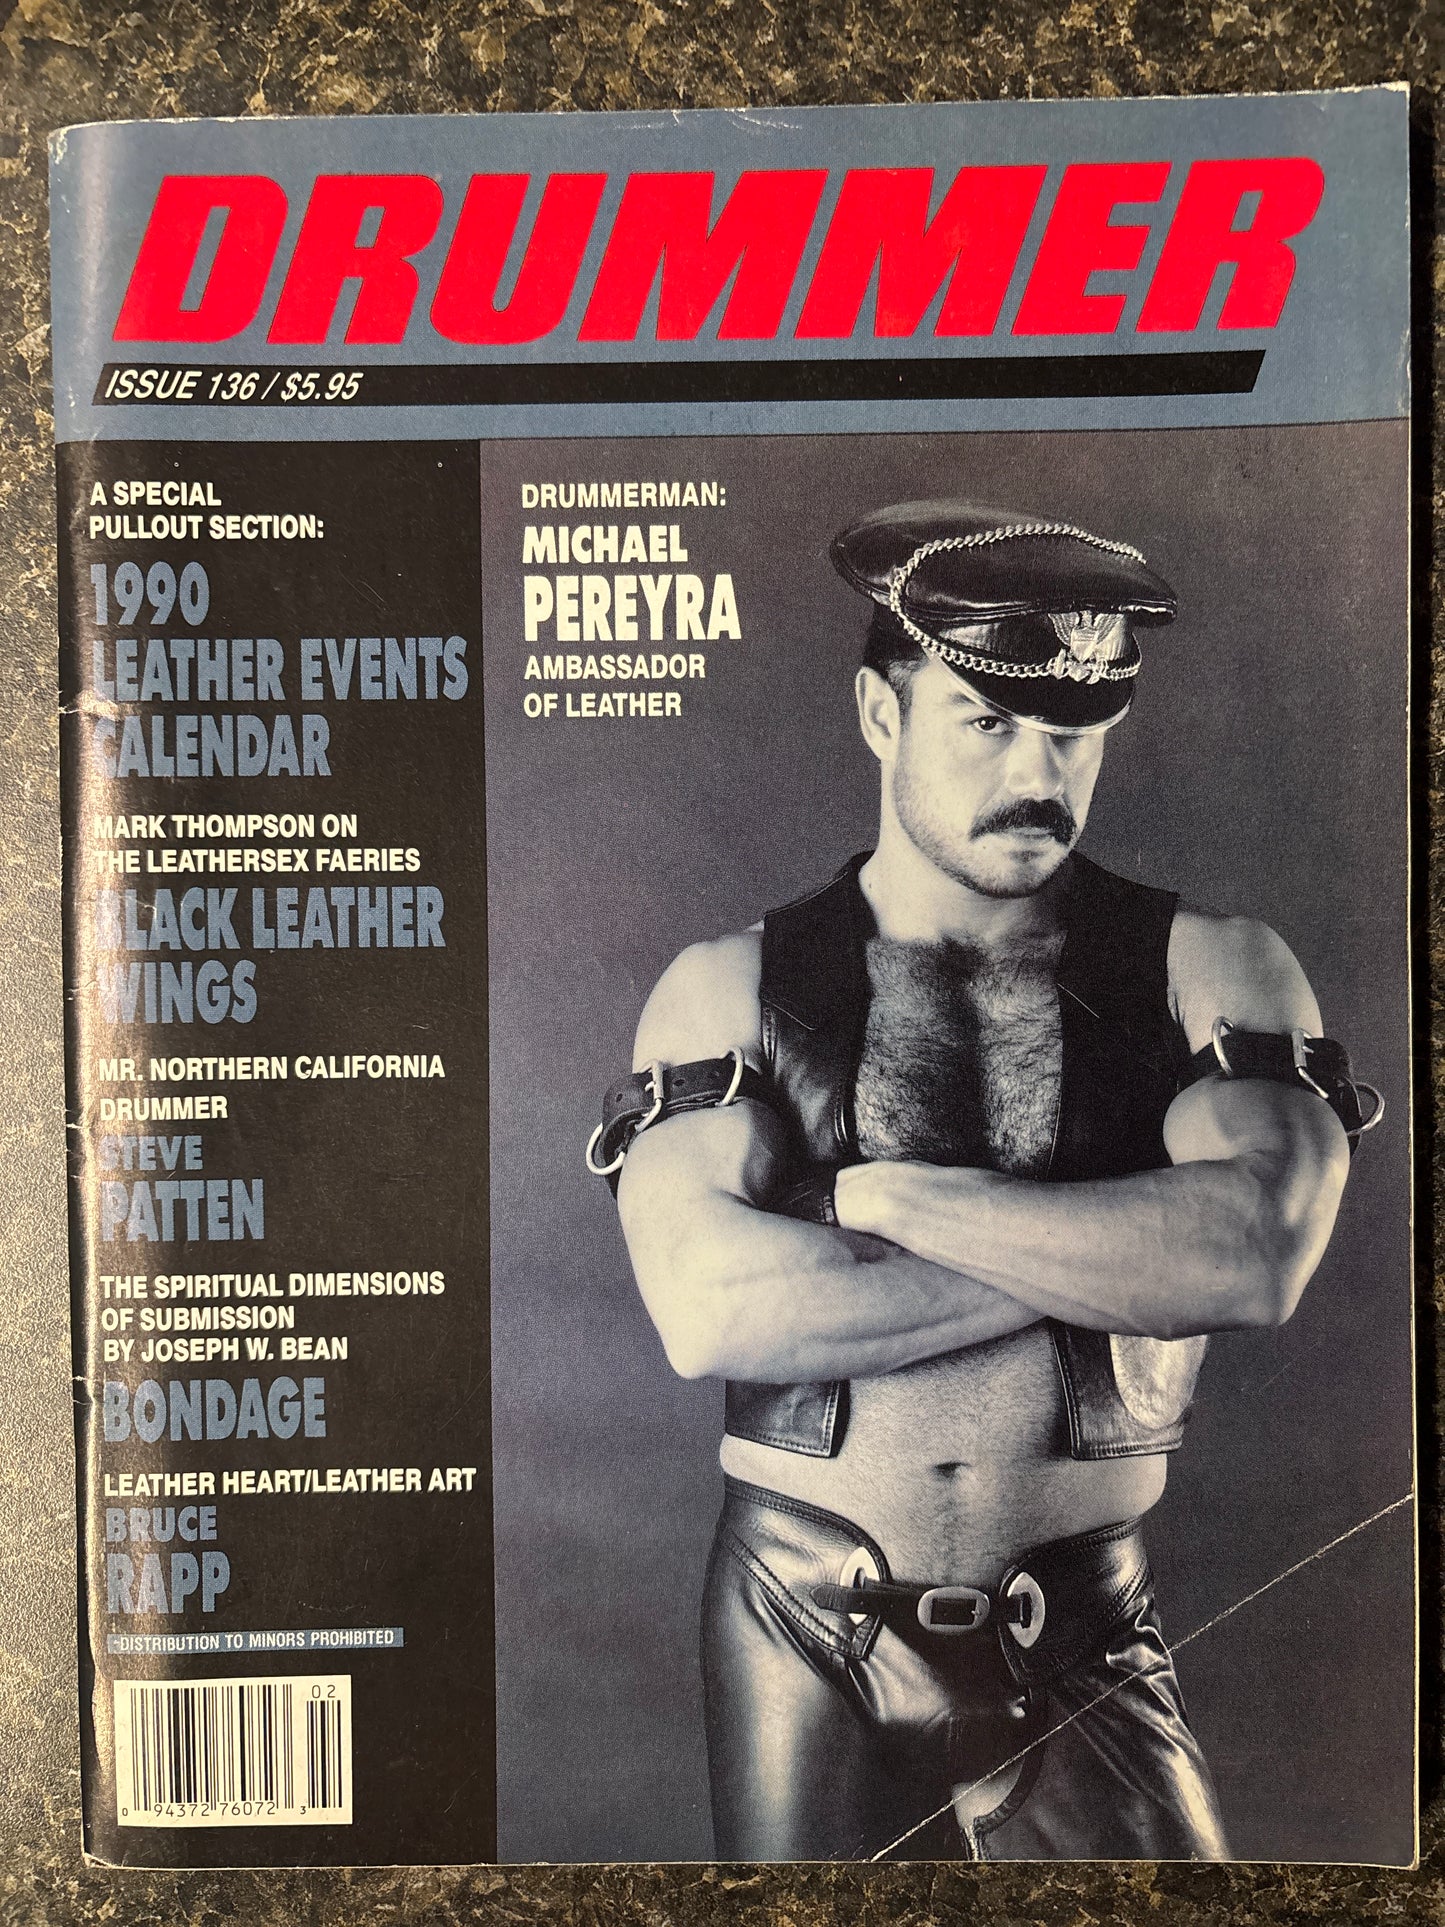 DRUMMER
ISSUE 136 / $5.95
A SPECIAL
PULLOUT SECTION:
1990
LEATHER EVENTS
CALENDAR
MARK THOMPSON ON
THE LEATHERSEX FAERIES
BLACK LEATHER
WINGS
MR. NORTHERN CALIFORNIA
DRUMMER
STEVE
PATTEN
THE SPIRITUAL DIMENSIONS
OF SUBMISSION
BY JOSEPH W. BEAN
BONDAGE
LEATHER HEART/LEATHER ART
BRUCE
RAPP
DISTRIBUTION TO MINORS PROHIBITED
02
0 94372 76072 3
DRUMMERMAN:
MICHAEL
PEREYRA
AMBASSADOR
OF LEATHER